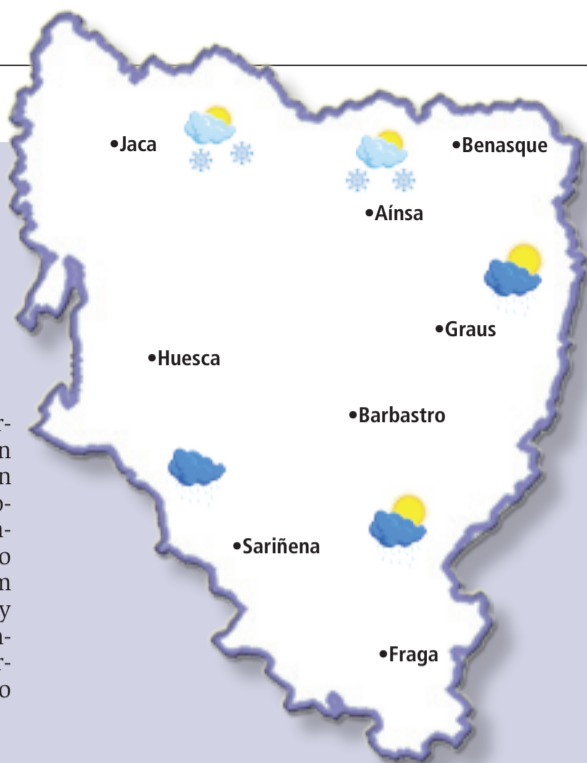 •Jaca
•Benasque
•Aínsa
•Graus
•Huesca
•Barbastro
•Sariñena
•Fraga
r-
n
n
o
y
n-
r-
o